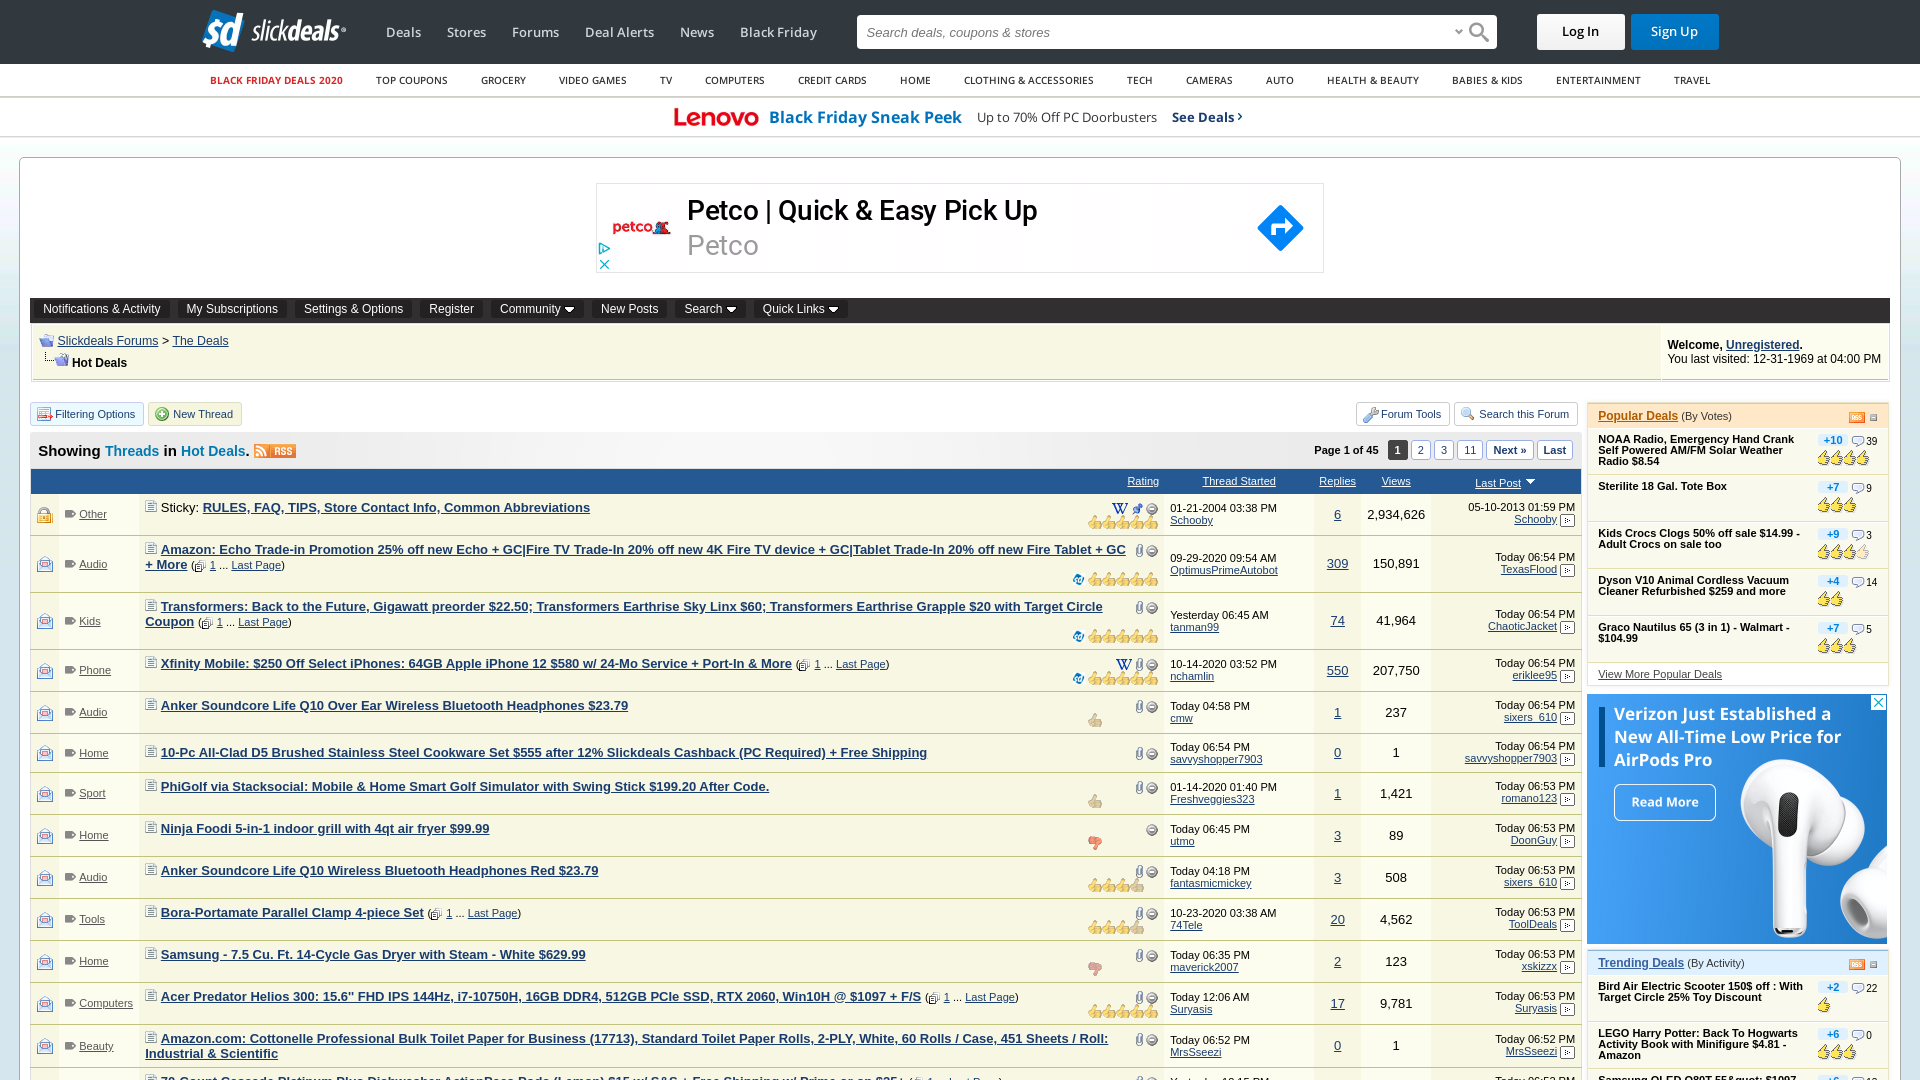 slickdeals
Deals
Stores
Forums
Deal Alerts
News
Black Friday
Search deals, coupons & stores
Log In
Sign Up
BLACK FRIDAY DEALS 2020
TOP COUPONS
GROCERY
VIDEO GAMES
TV
COMPUTERS
CREDIT CARDS
HOME
CLOTHING & ACCESSORIES
TECH
CAMERAS
AUTO
HEALTH & BEAUTY
BABIES & KIDS
ENTERTAINMENT
TRAVEL
Lenovo Black Friday Sneak Peek Up to 70% Off PC Doorbusters See Deals ›
petco
Petco | Quick & Easy Pick Up
Petco
Notifications & Activity
My Subscriptions
Settings & Options
Register
Community
New Posts
Search
Quick Links
Slickdeals Forums > The Deals
Hot Deals
Welcome, Unregistered.
You last visited: 12-31-1969 at 04:00 PM
Filtering Options
New Thread
Forum Tools
Search this Forum
Showing Threads in Hot Deals. RSS
Page 1 of 45 1 2 3 11 Next » Last
Rating Thread Started Replies Views Last Post
Other
Sticky: RULES, FAQ, TIPS, Store Contact Info, Common Abbreviations
01-21-2004 03:38 PM
Schooby
6
2,934,626
05-10-2013 01:59 PM
Schooby
Audio
Amazon: Echo Trade-in Promotion 25% off new Echo + GC|Fire TV Trade-In 20% off new 4K Fire TV device + GC|Tablet Trade-In 20% off new Fire Tablet + GC
+ More ( 1 ... Last Page)
09-29-2020 09:54 AM
OptimusPrimeAutobot
309
150,891
Today 06:54 PM
TexasFlood
Kids
Transformers: Back to the Future, Gigawatt preorder $22.50; Transformers Earthrise Sky Linx $60; Transformers Earthrise Grapple $20 with Target Circle
Coupon ( 1 ... Last Page)
Yesterday 06:45 AM
tanman99
74
41,964
Today 06:54 PM
ChaoticJacket
Phone
Xfinity Mobile: $250 Off Select iPhones: 64GB Apple iPhone 12 $580 w/ 24-Mo Service + Port-In & More ( 1 ... Last Page)
10-14-2020 03:52 PM
nchamlin
550
207,750
Today 06:54 PM
eriklee95
Audio
Anker Soundcore Life Q10 Over Ear Wireless Bluetooth Headphones $23.79
Today 04:58 PM
cmw
1
237
Today 06:54 PM
sixers_610
Home
10-Pc All-Clad D5 Brushed Stainless Steel Cookware Set $555 after 12% Slickdeals Cashback (PC Required) + Free Shipping
Today 06:54 PM
savvyshopper7903
0
1
Today 06:54 PM
savvyshopper7903
Sport
PhiGolf via Stacksocial: Mobile & Home Smart Golf Simulator with Swing Stick $199.20 After Code.
01-14-2020 01:40 PM
Freshveggies323
1
1,421
Today 06:53 PM
romano123
Home
Ninja Foodi 5-in-1 indoor grill with 4qt air fryer $99.99
Today 06:45 PM
utmo
3
89
Today 06:53 PM
DoonGuy
Audio
Anker Soundcore Life Q10 Wireless Bluetooth Headphones Red $23.79
Today 04:18 PM
fantasmicmickey
3
508
Today 06:53 PM
sixers_610
Tools
Bora-Portamate Parallel Clamp 4-piece Set ( 1 ... Last Page)
10-23-2020 03:38 AM
74Tele
20
4,562
Today 06:53 PM
ToolDeals
Home
Samsung - 7.5 Cu. Ft. 14-Cycle Gas Dryer with Steam - White $629.99
Today 06:35 PM
maverick2007
2
123
Today 06:53 PM
xskizzx
Computers
Acer Predator Helios 300: 15.6'' FHD IPS 144Hz, i7-10750H, 16GB DDR4, 512GB PCIe SSD, RTX 2060, Win10H @ $1097 + F/S ( 1 ... Last Page)
Today 12:06 AM
Suryasis
17
9,781
Today 06:53 PM
Suryasis
Beauty
Amazon.com: Cottonelle Professional Bulk Toilet Paper for Business (17713), Standard Toilet Paper Rolls, 2-PLY, White, 60 Rolls / Case, 451 Sheets / Roll:
Industrial & Scientific
Today 06:52 PM
MrsSseezi
0
1
Today 06:52 PM
MrsSseezi
Popular Deals (By Votes)
NOAA Radio, Emergency Hand Crank
Self Powered AM/FM Solar Weather
Radio $8.54
+10 39
Sterilite 18 Gal. Tote Box
+7 9
Kids Crocs Clogs 50% off sale $14.99 -
Adult Crocs on sale too
+9 3
Dyson V10 Animal Cordless Vacuum
Cleaner Refurbished $259 and more
+4 14
Graco Nautilus 65 (3 in 1) - Walmart -
$104.99
+7 5
View More Popular Deals
Verizon Just Established a
New All-Time Low Price for
AirPods Pro
Read More
Trending Deals (By Activity)
Bird Air Electric Scooter 150$ off : With
Target Circle 25% Toy Discount
+2 22
LEGO Harry Potter: Back To Hogwarts
Activity Book with Minifigure $4.81 -
Amazon
+6 0